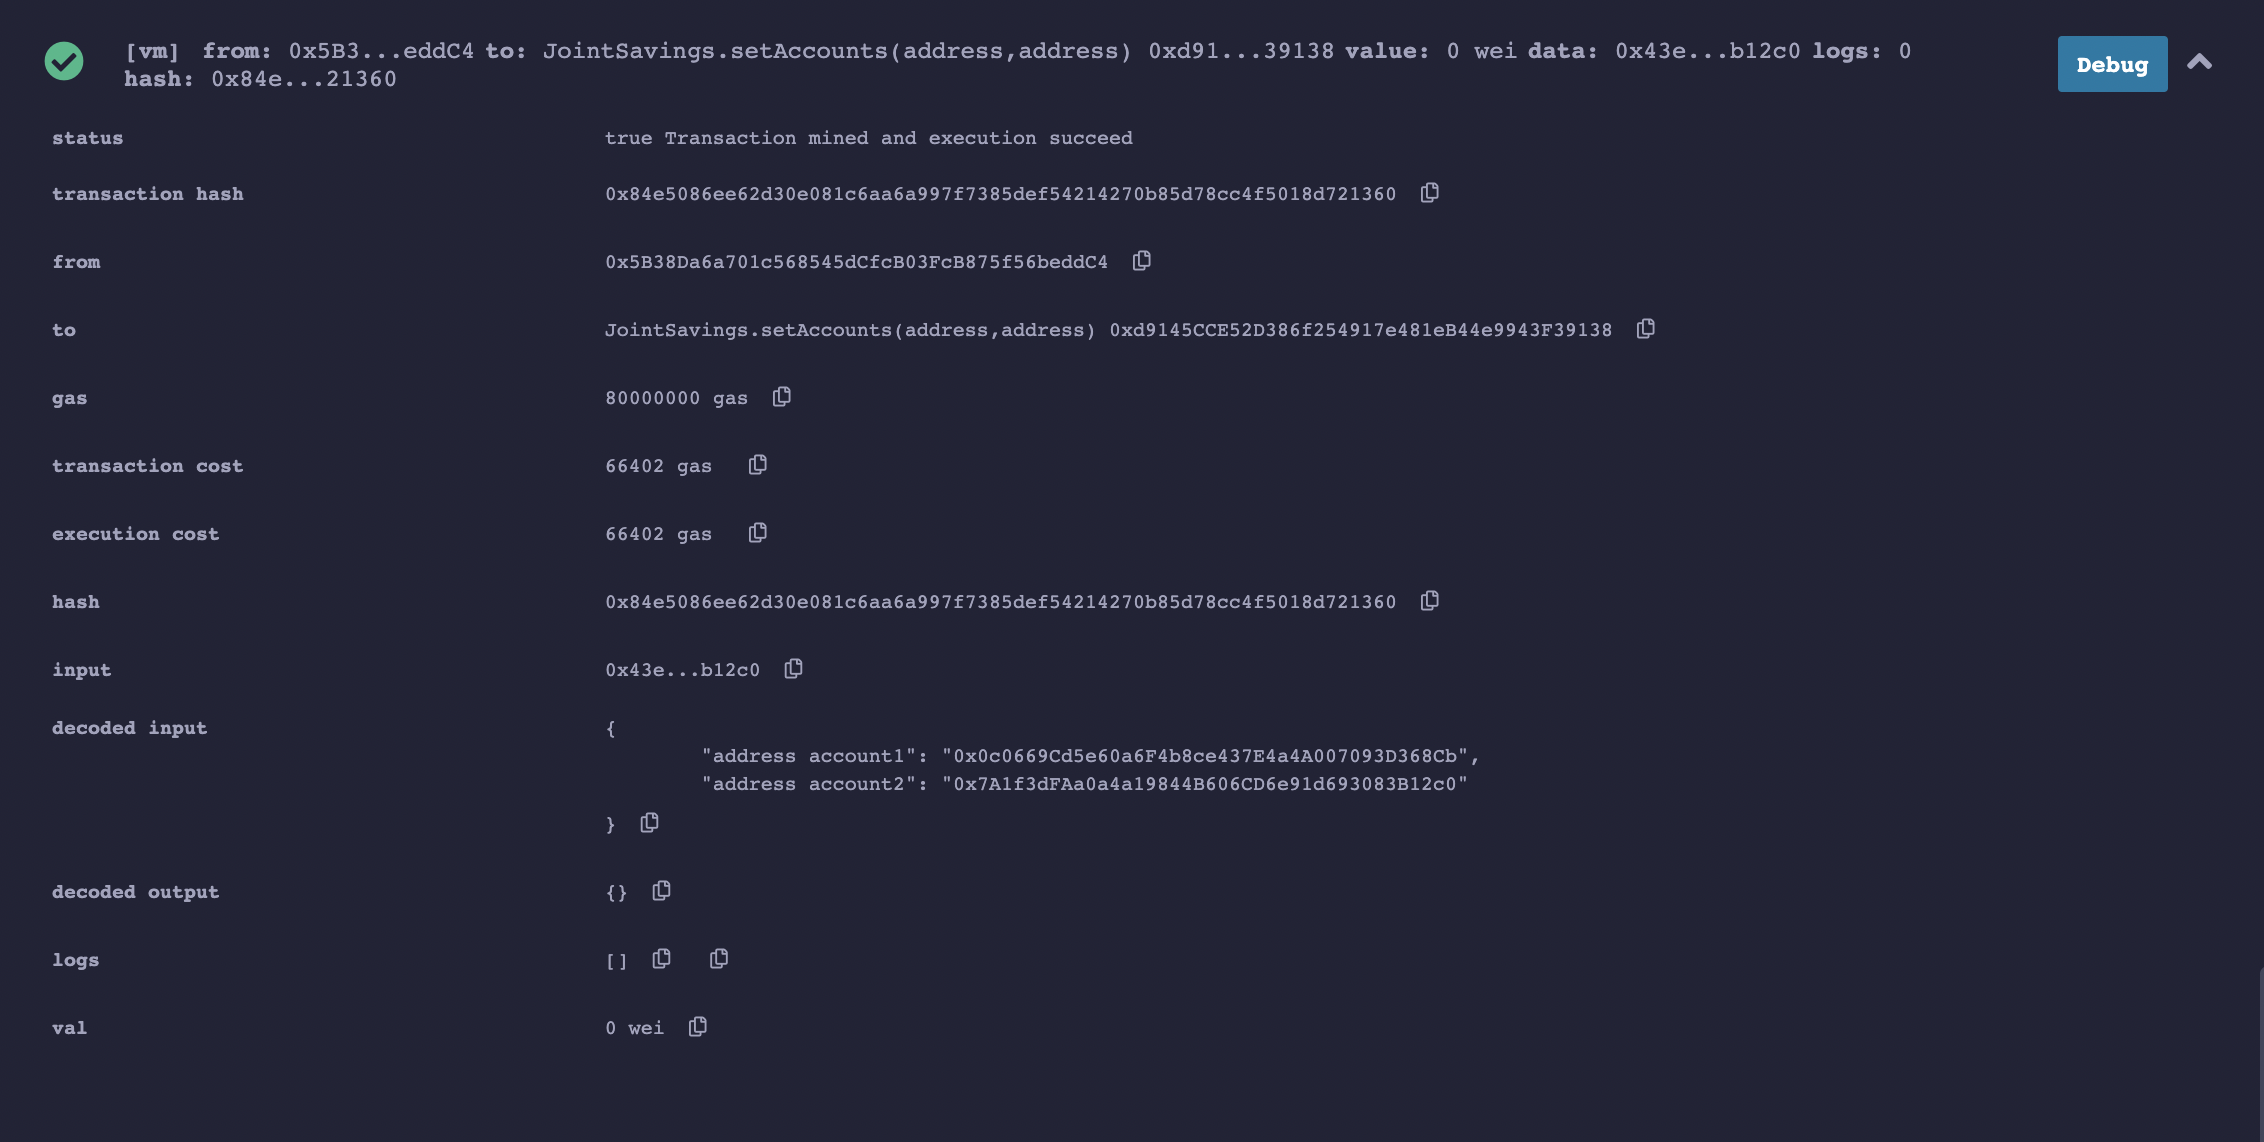 [vm] from: 0x5B3...eddC4 to: JointSavings.setAccounts(address,address) 0xd91...39138 value: 0 wei data: 0x43e...b12c0 logs: 0
hash: 0x84e...21360
Debug
status true Transaction mined and execution succeed
transaction hash 0x84e5086ee62d30e081c6aa6a997f7385def54214270b85d78cc4f5018d721360
from 0x5B38Da6a701c568545dCfcB03FcB875f56beddC4
to JointSavings.setAccounts(address,address) 0xd9145CCE52D386f254917e481eB44e9943F39138
gas 80000000 gas
transaction cost 66402 gas
execution cost 66402 gas
hash 0x84e5086ee62d30e081c6aa6a997f7385def54214270b85d78cc4f5018d721360
input 0x43e...b12c0
decoded input {
"address account1": "0x0c0669Cd5e60a6F4b8ce437E4a4A007093D368Cb",
"address account2": "0x7A1f3dFAa0a4a19844B606CD6e91d693083B12c0"
}
decoded output {}
logs []
val 0 wei